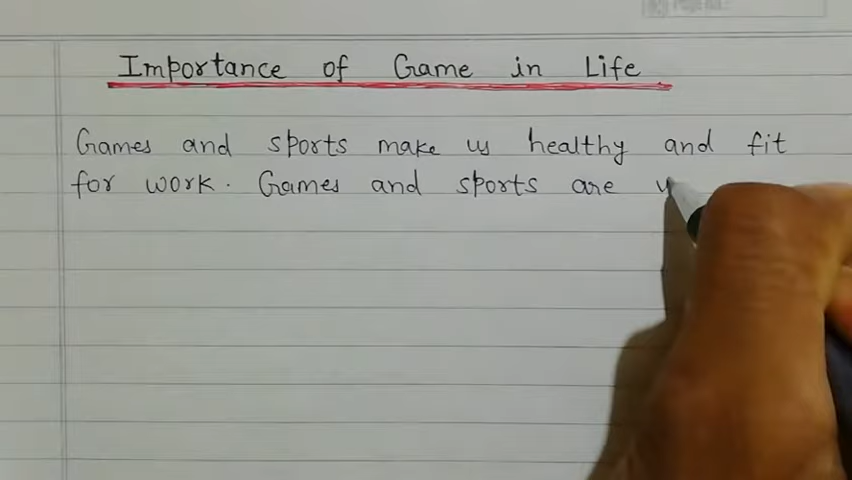 Importance of Game in Life
Games and sports make us healthy and fit
for work. Games and sports are